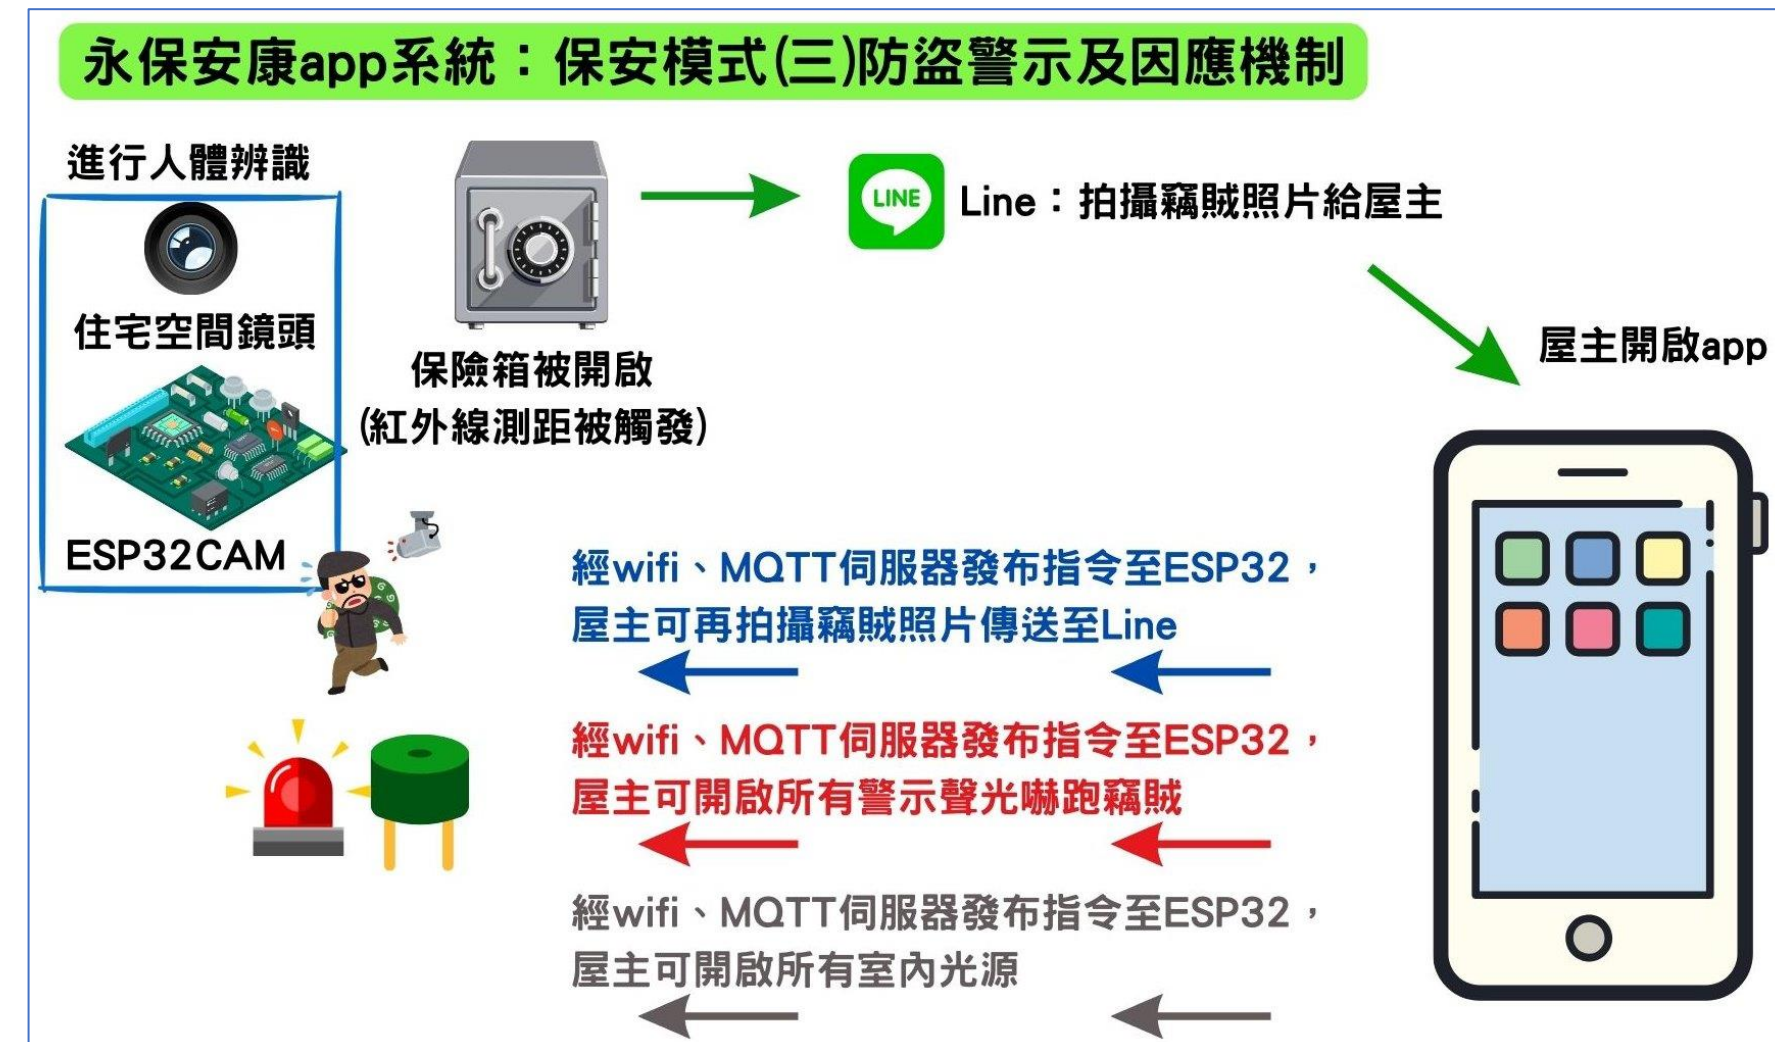 永保安康app系統：保安模式(三)防盜警示及因應機制
進行人體辨識
住宅空間鏡頭
ESP32CAM
保險箱被開啟
(紅外線測距被觸發)
LINE
Line：拍攝竊賊照片給屋主
屋主開啟app
經wifi、MQTT伺服器發布指令至ESP32，
屋主可再拍攝竊賊照片傳送至Line
經wifi、MQTT伺服器發布指令至ESP32，
屋主可開啟所有警示聲光嚇跑竊賊
經wifi、MQTT伺服器發布指令至ESP32，
屋主可開啟所有室內光源